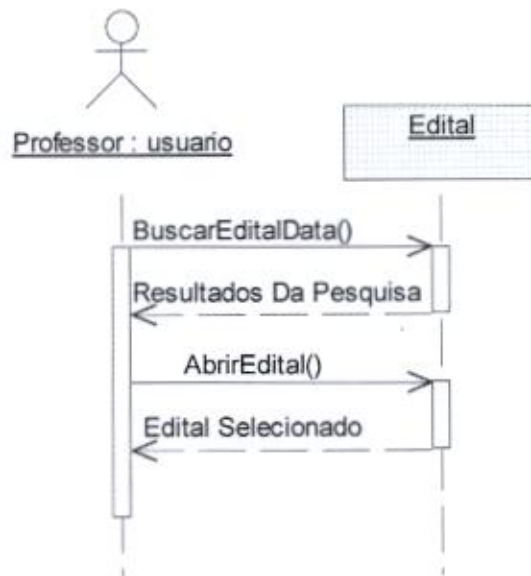 Professor : usuario
Edital
BuscarEditalData()
Resultados Da Pesquisa
AbrirEdital()
Edital Selecionado